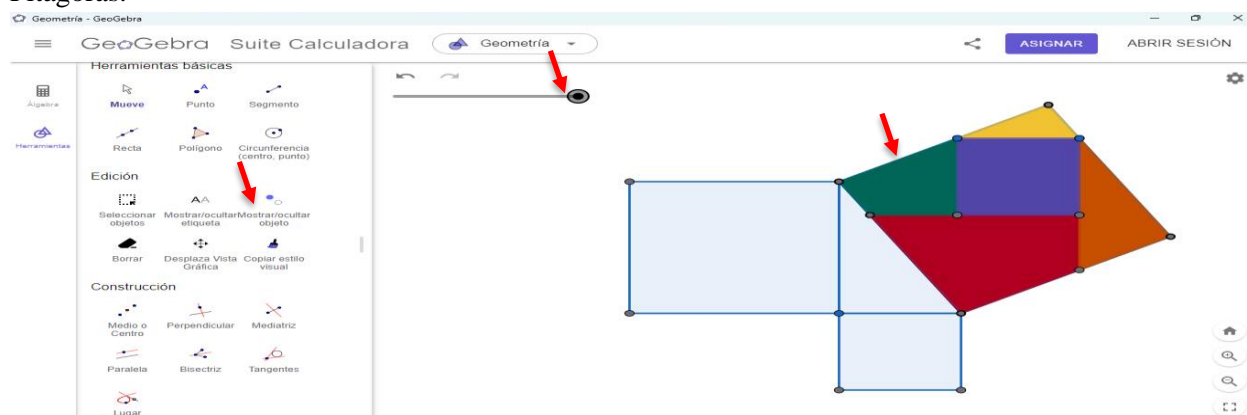 Pitágoras.
Geometría - GeoGebra
GeoGebra Suite Calculadora Geometría ASIGNAR ABRIR SESIÓN
Herramientas básicas
Álgebra
Mueve Punto Segmento
Herramientas
Recta Polígono Circunferencia
(centro, punto)
Edición
AA
Seleccionar Mostrar/ocultar Mostrar/ocultar
objetos etiqueta objeto
Borrar Desplaza Vista Copiar estilo
Gráfica visual
Construcción
Medio o Perpendicular Mediatriz
Centro
Paralela Bisectriz Tangentes
Lugar